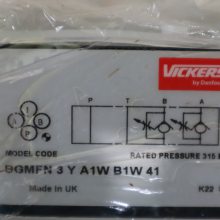 VICKERS
by Danfoss
P T B A
MODEL CODE
RATED PRESSURE 315
DGMFN 3 Y A1W B1W 41
Made In UK
K22